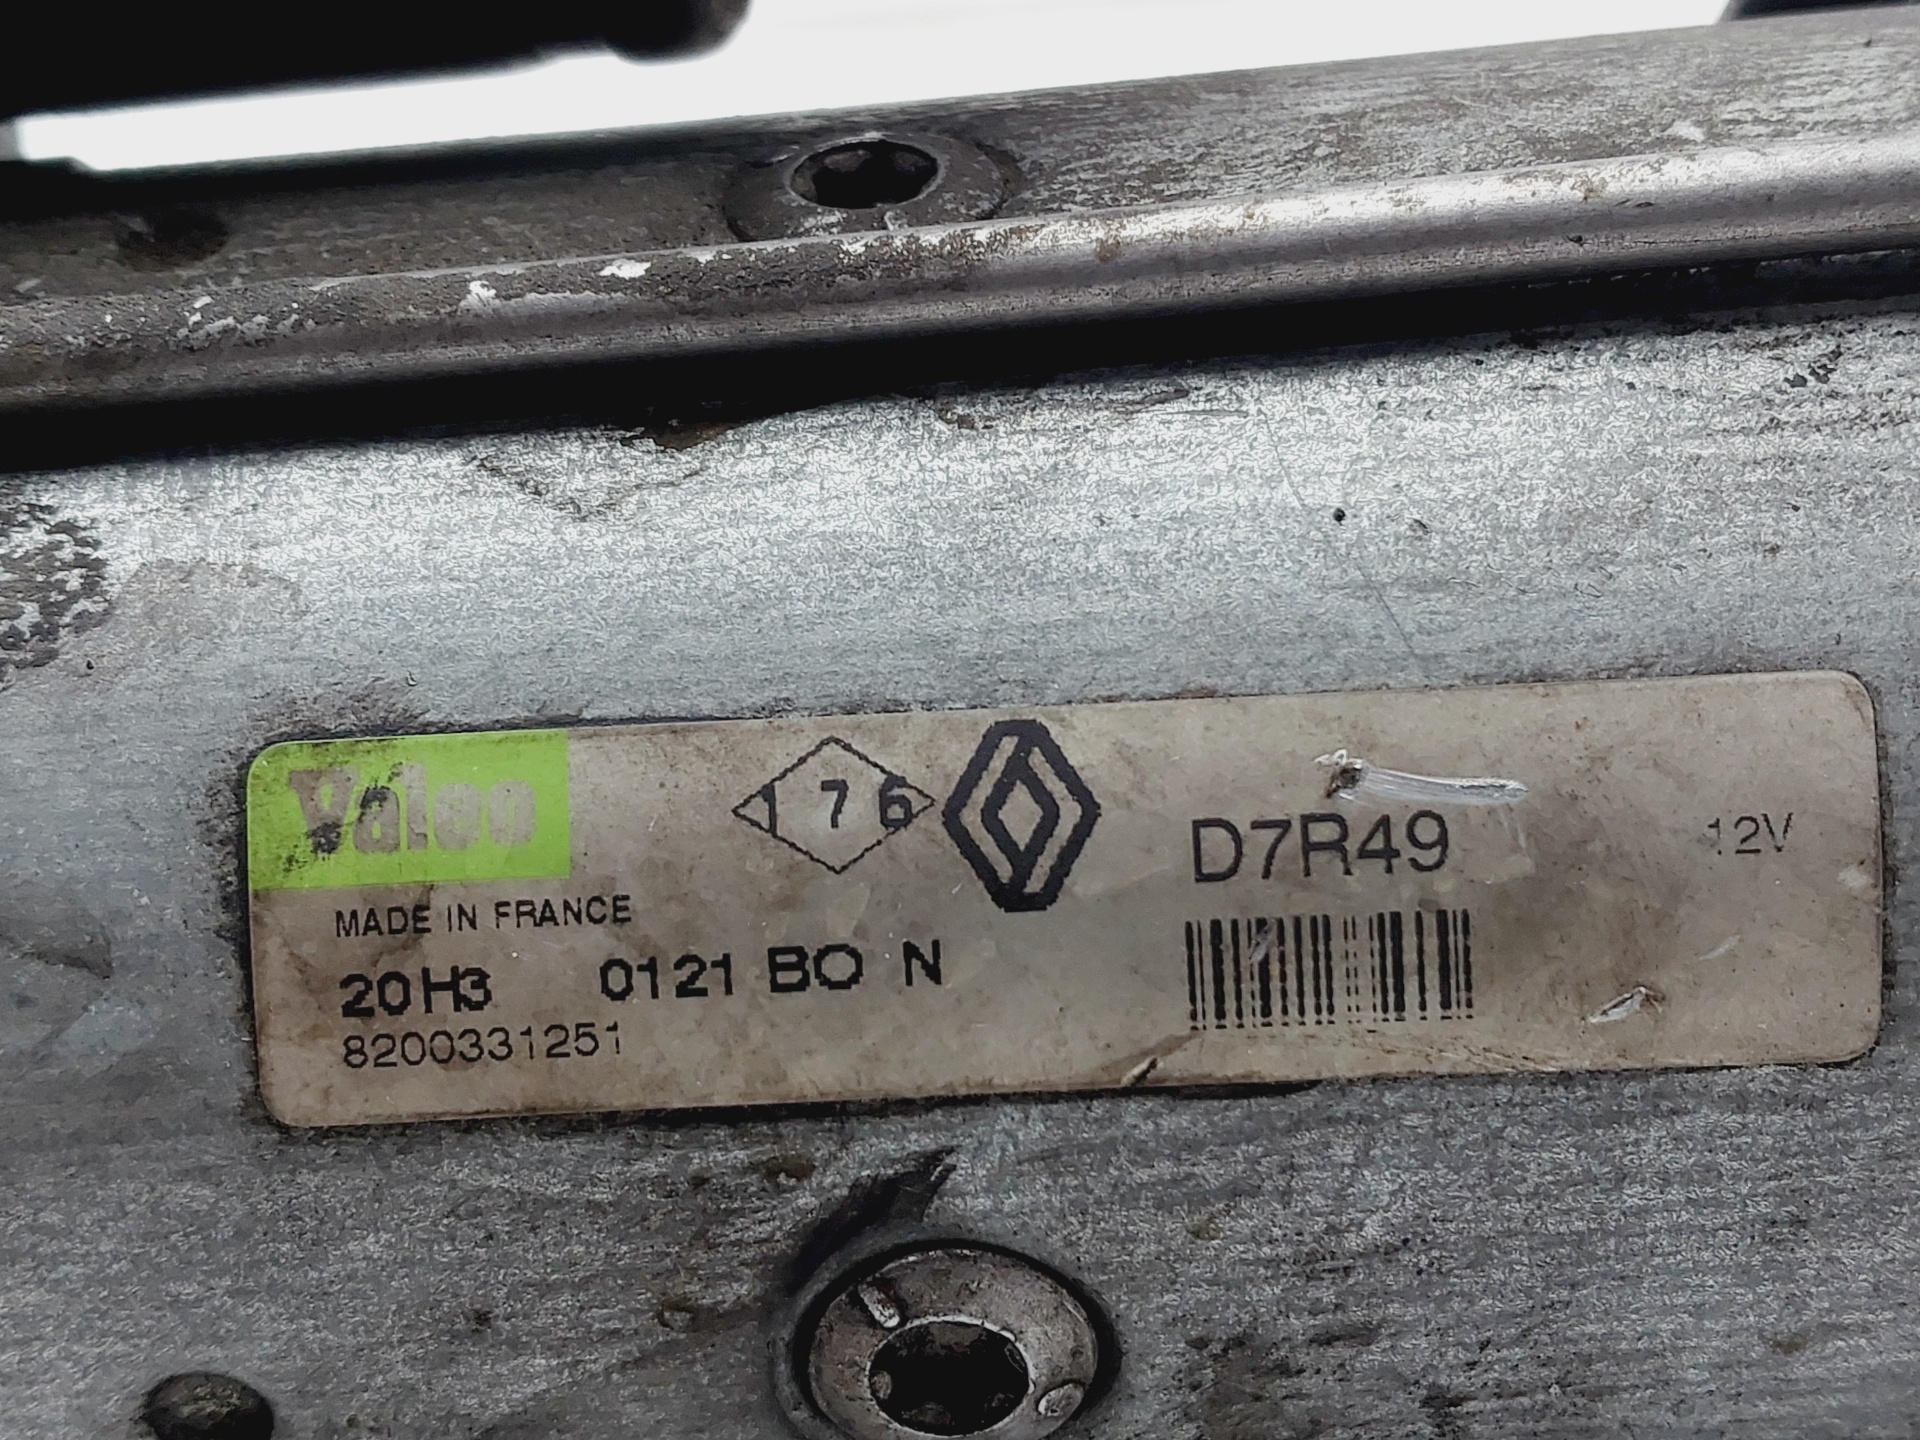 Valeo
176
D7R49
12V
MADE IN FRANCE
20H3 0121 BO N
8200331251